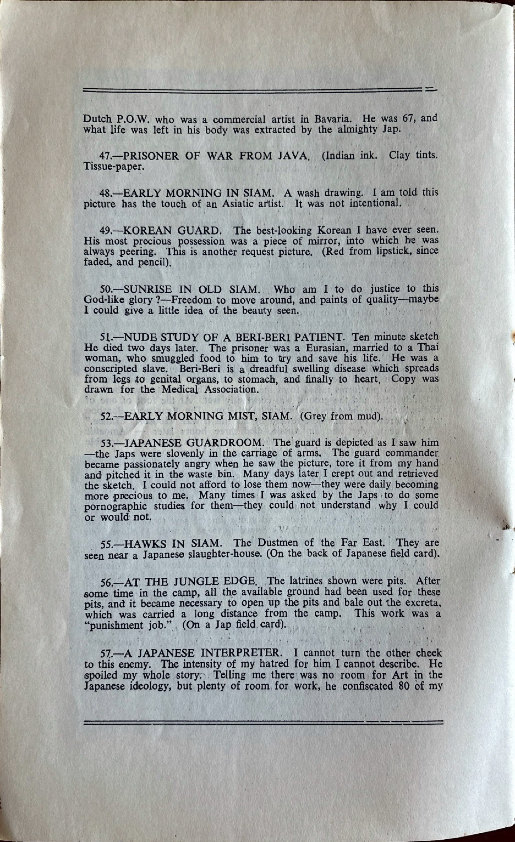 Dutch P.O.W. who was a commercial artist in Bavaria. He was 67, and
what life was left in his body was extracted by the almighty Jap.
47.—PRISONER OF WAR FROM JAVA. (Indian ink. Clay tints.
Tissue-paper.
48.—EARLY MORNING IN SIAM. A wash drawing. I am told this
picture has the touch of an Asiatic artist. It was not intentional.
49.—KOREAN GUARD. The best-looking Korean I have ever seen.
His most precious possession was a piece of mirror, into which he was
always peering. This is another request picture. (Red from lipstick, since
faded, and pencil).
50.—SUNRISE IN OLD SIAM. Who am I to do justice to this
God-like glory ?—Freedom to move around, and paints of quality—maybe
I could give a little idea of the beauty seen.
51.—NUDE STUDY OF A BERI-BERI PATIENT. Ten minute sketch
He died two days later. The prisoner was a Eurasian, married to a Thai
woman, who smuggled food to him to try and save his life. He was a
conscripted slave. Beri-Beri is a dreadful swelling disease which spreads
from legs to genital organs, to stomach, and finally to heart. Copy was
drawn for the Medical Association.
52.—EARLY MORNING MIST, SIAM. (Grey from mud).
53.—JAPANESE GUARDROOM. The guard is depicted as I saw him
—the Japs were slovenly in the carriage of arms. The guard commander
became passionately angry when he saw the picture, tore it from my hand
and pitched it in the waste bin. Many days later I crept out and retrieved
the sketch. I could not afford to lose them now—they were daily becoming
more precious to me. Many times I was asked by the Japs to do some
pornographic studies for them—they could not understand why I could
or would not.
55.—HAWKS IN SIAM. The Dustmen of the Far East. They are
seen near a Japanese slaughter-house. (On the back of Japanese field card).
56.—AT THE JUNGLE EDGE. The latrines shown were pits. After
some time in the camp, all the available ground had been used for these
pits, and it became necessary to open up the pits and bale out the excreta,
which was carried a long distance from the camp. This work was a
“punishment job.” (On a Jap field card).
57.—A JAPANESE INTERPRETER. I cannot turn the other cheek
to this enemy. The intensity of my hatred for him I cannot describe. He
spoiled my whole story. Telling me there was no room for Art in the
Japanese ideology, but plenty of room for work, he confiscated 80 of my